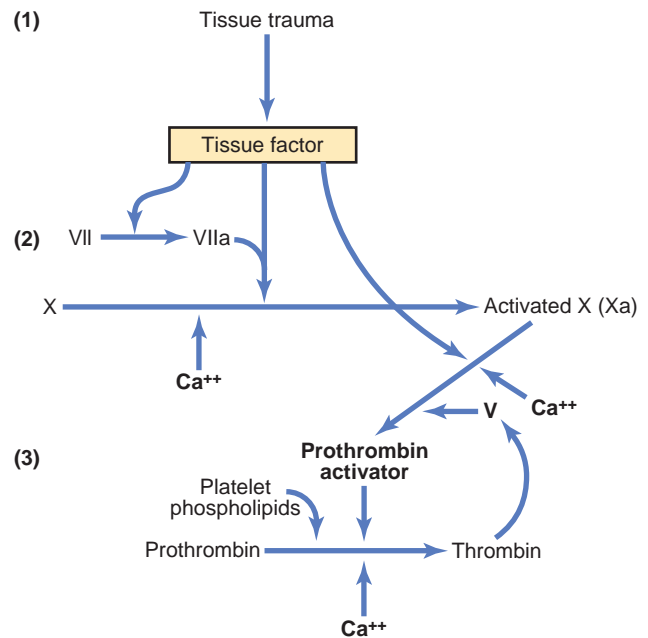 (1)
Tissue trauma
Tissue factor
(2)
VII
VIIa
X
Activated X (Xa)
Ca++
V
Ca++
(3)
Prothrombin
activator
Platelet
phospholipids
Prothrombin
Thrombin
Ca++